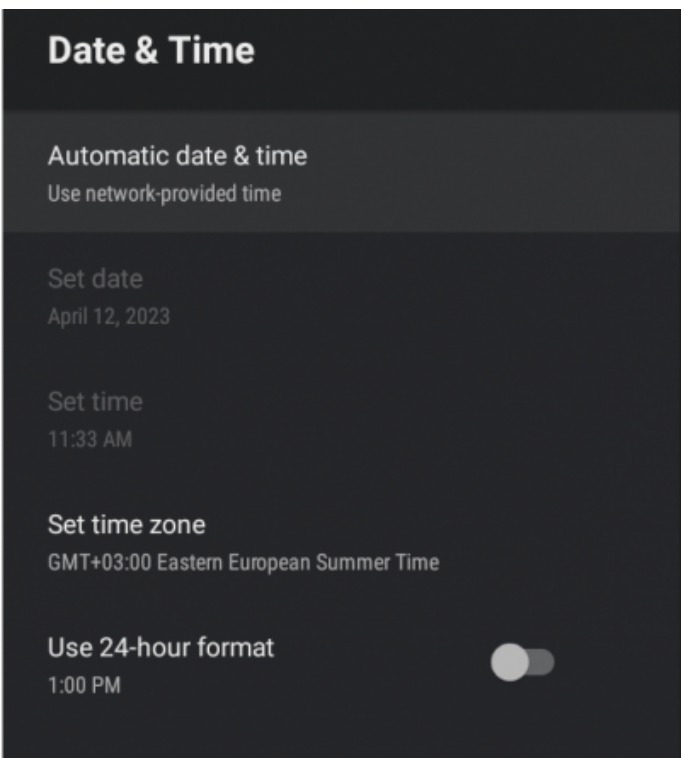 Date & Time
Automatic date & time
Use network-provided time
Set date
April 12, 2023
Set time
11:33 AM
Set time zone
GMT+03:00 Eastern European Summer Time
Use 24-hour format
1:00 PM